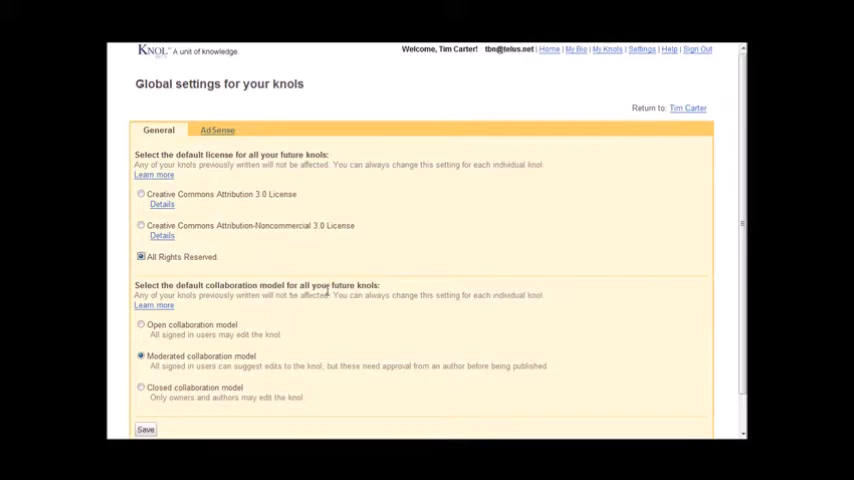 KNOL™ A unit of knowledge.
BETA
Welcome, Tim Carter! tbn@telus.net | Home | My Bio | My Knols | Settings | Help | Sign Out
Global settings for your knols
Return to: Tim Carter
General AdSense
Select the default license for all your future knols:
Any of your knols previously written will not be affected. You can always change this setting for each individual knol.
Learn more
Creative Commons Attribution 3.0 License
Details
Creative Commons Attribution-Noncommercial 3.0 License
Details
All Rights Reserved.
Select the default collaboration model for all your future knols:
Any of your knols previously written will not be affected. You can always change this setting for each individual knol.
Learn more
Open collaboration model
All signed in users may edit the knol
Moderated collaboration model
All signed in users can suggest edits to the knol, but these need approval from an author before being published
Closed collaboration model
Only owners and authors may edit the knol
Save